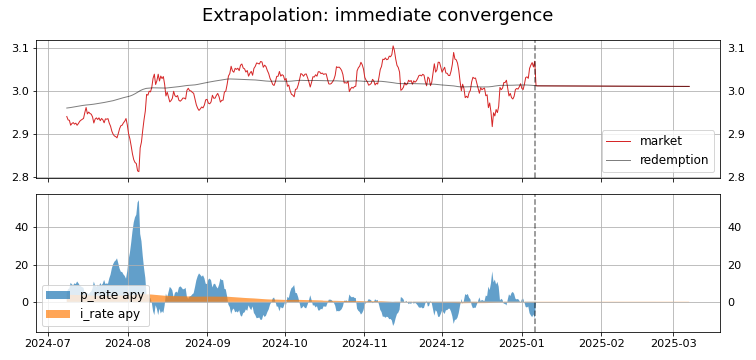 Extrapolation: immediate convergence
3.1 3.1
3.0 3.0
2.9 2.9
market
redemption
2.8 2.8
40 40
20 20
p_rate apy
0 0
i_rate apy
2024-07 2024-08 2024-09 2024-10 2024-11 2024-12 2025-01 2025-02 2025-03